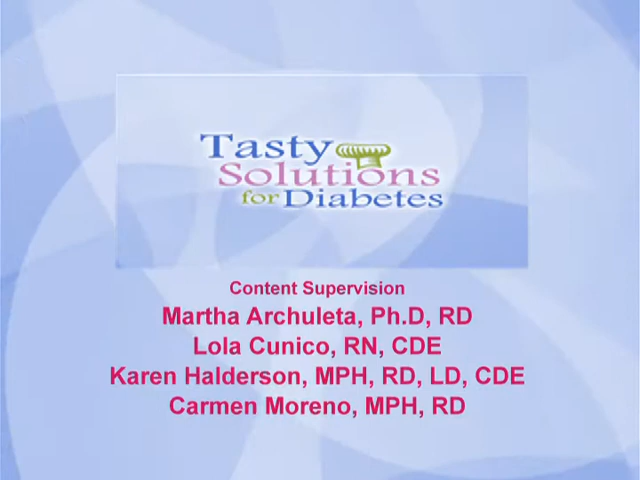 Tasty
Solutions
for Diabetes
Content Supervision
Martha Archuleta, Ph.D, RD
Lola Cunico, RN, CDE
Karen Halderson, MPH, RD, LD, CDE
Carmen Moreno, MPH, RD